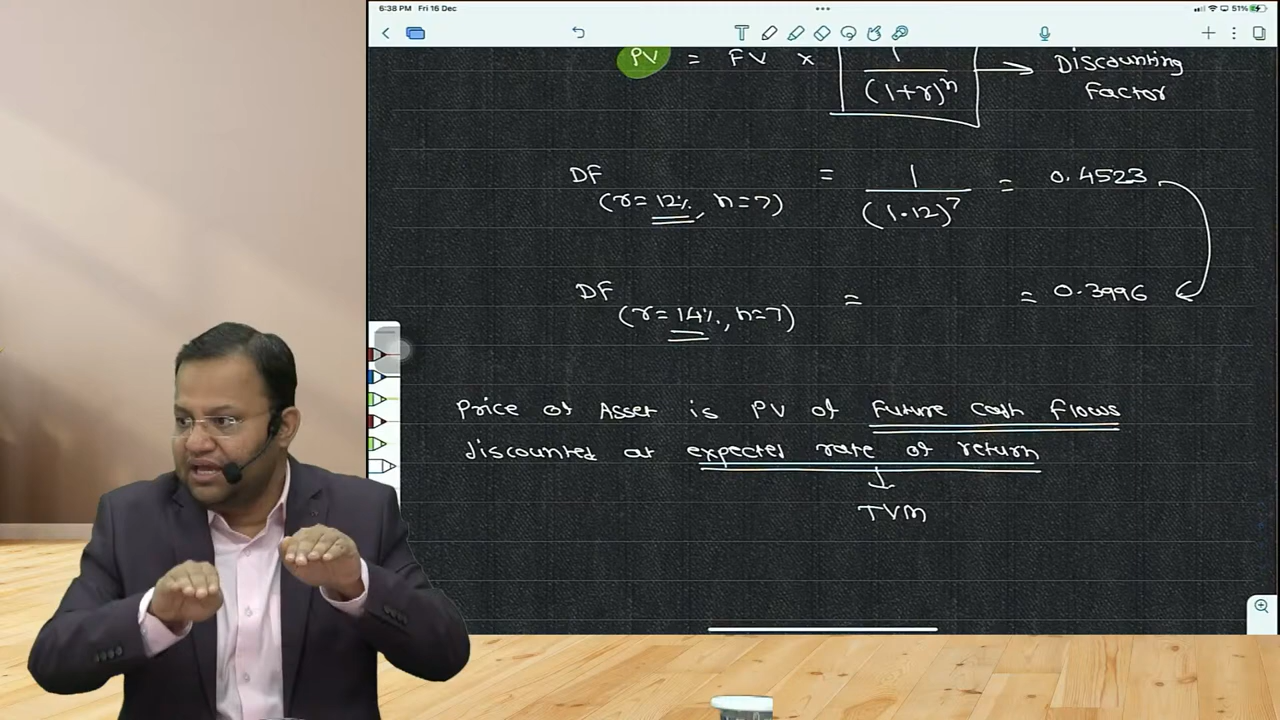 6:38 PM Fri 16 Dec
51%
PV = FV × 1/(1+r)^n → Discounting Factor
DF (r = 12%, n=7) = 1/(1.12)^7 = 0.4523
DF (r = 14%, n=7) = = 0.3996
Price of Asset is PV of Future Cash Flows
discounted at expected rate of return
TVM